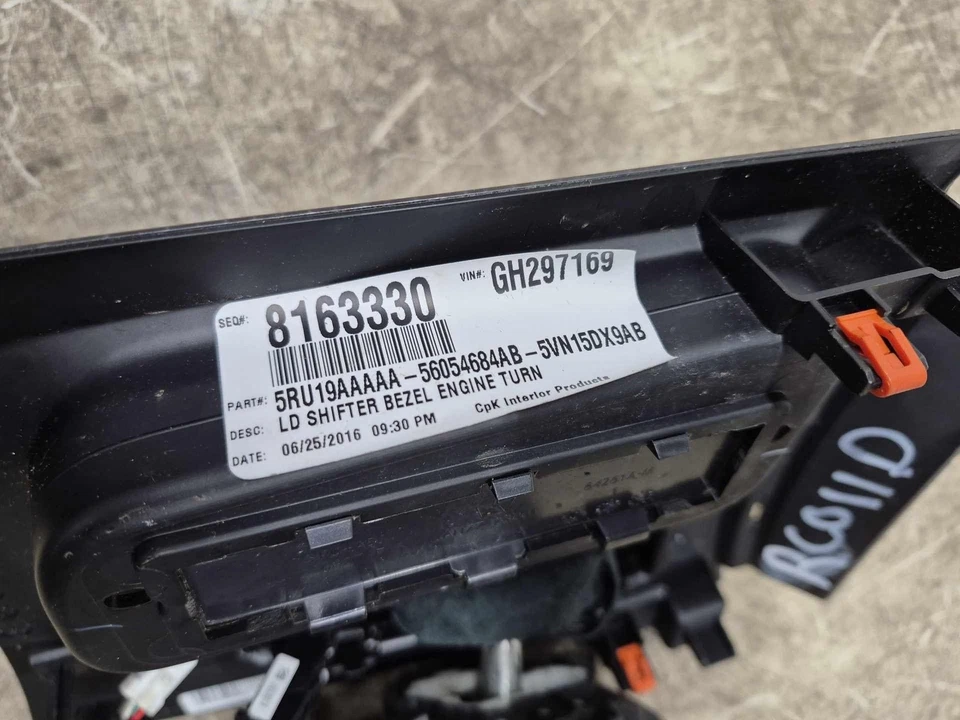 SEQ#: 8163330 VIN#: GH297169
PART#: 5RU19AAAAA-56054684AB-5VN15DX9AB
DESC: LD SHIFTER BEZEL ENGINE TURN
DATE: 06/25/2016 09:30 PM CpK Interior Products